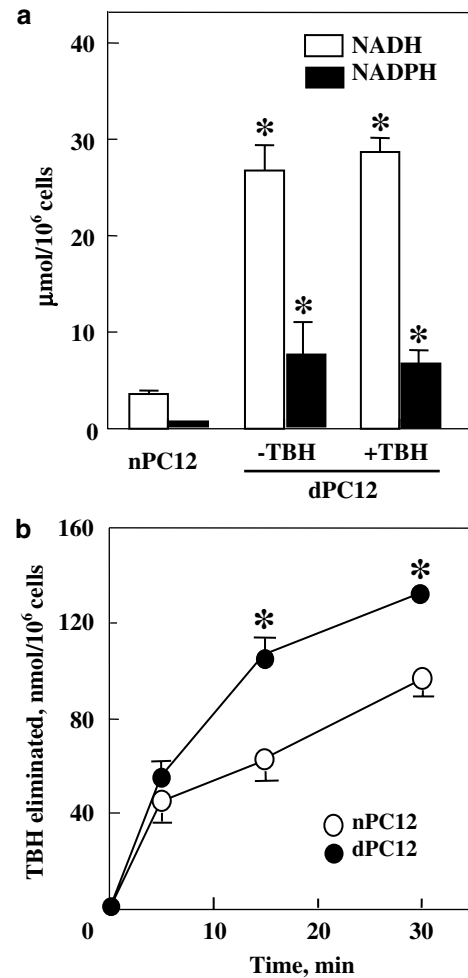 a
40
30
20
10
0
µmol/10⁶ cells
NADH
NADPH
*
*
*
*
nPC12
-TBH
+TBH
dPC12
b
160
120
80
40
0
TBH eliminated, nmol/10⁶ cells
*
*
nPC12
dPC12
10
20
30
Time, min